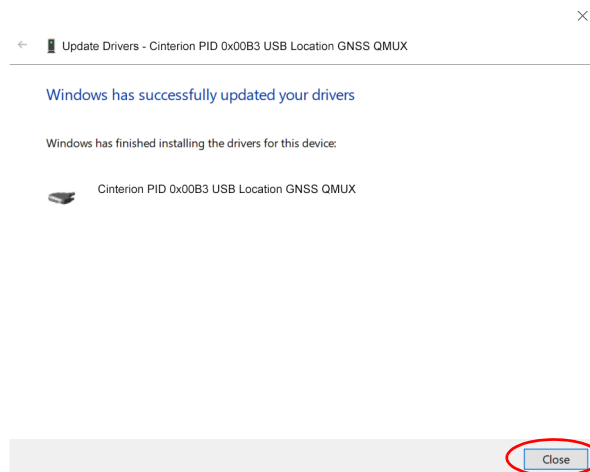 Update Drivers - Cinterion PID 0x00B3 USB Location GNSS QMUX
Windows has successfully updated your drivers
Windows has finished installing the drivers for this device:
Cinterion PID 0x00B3 USB Location GNSS QMUX
Close